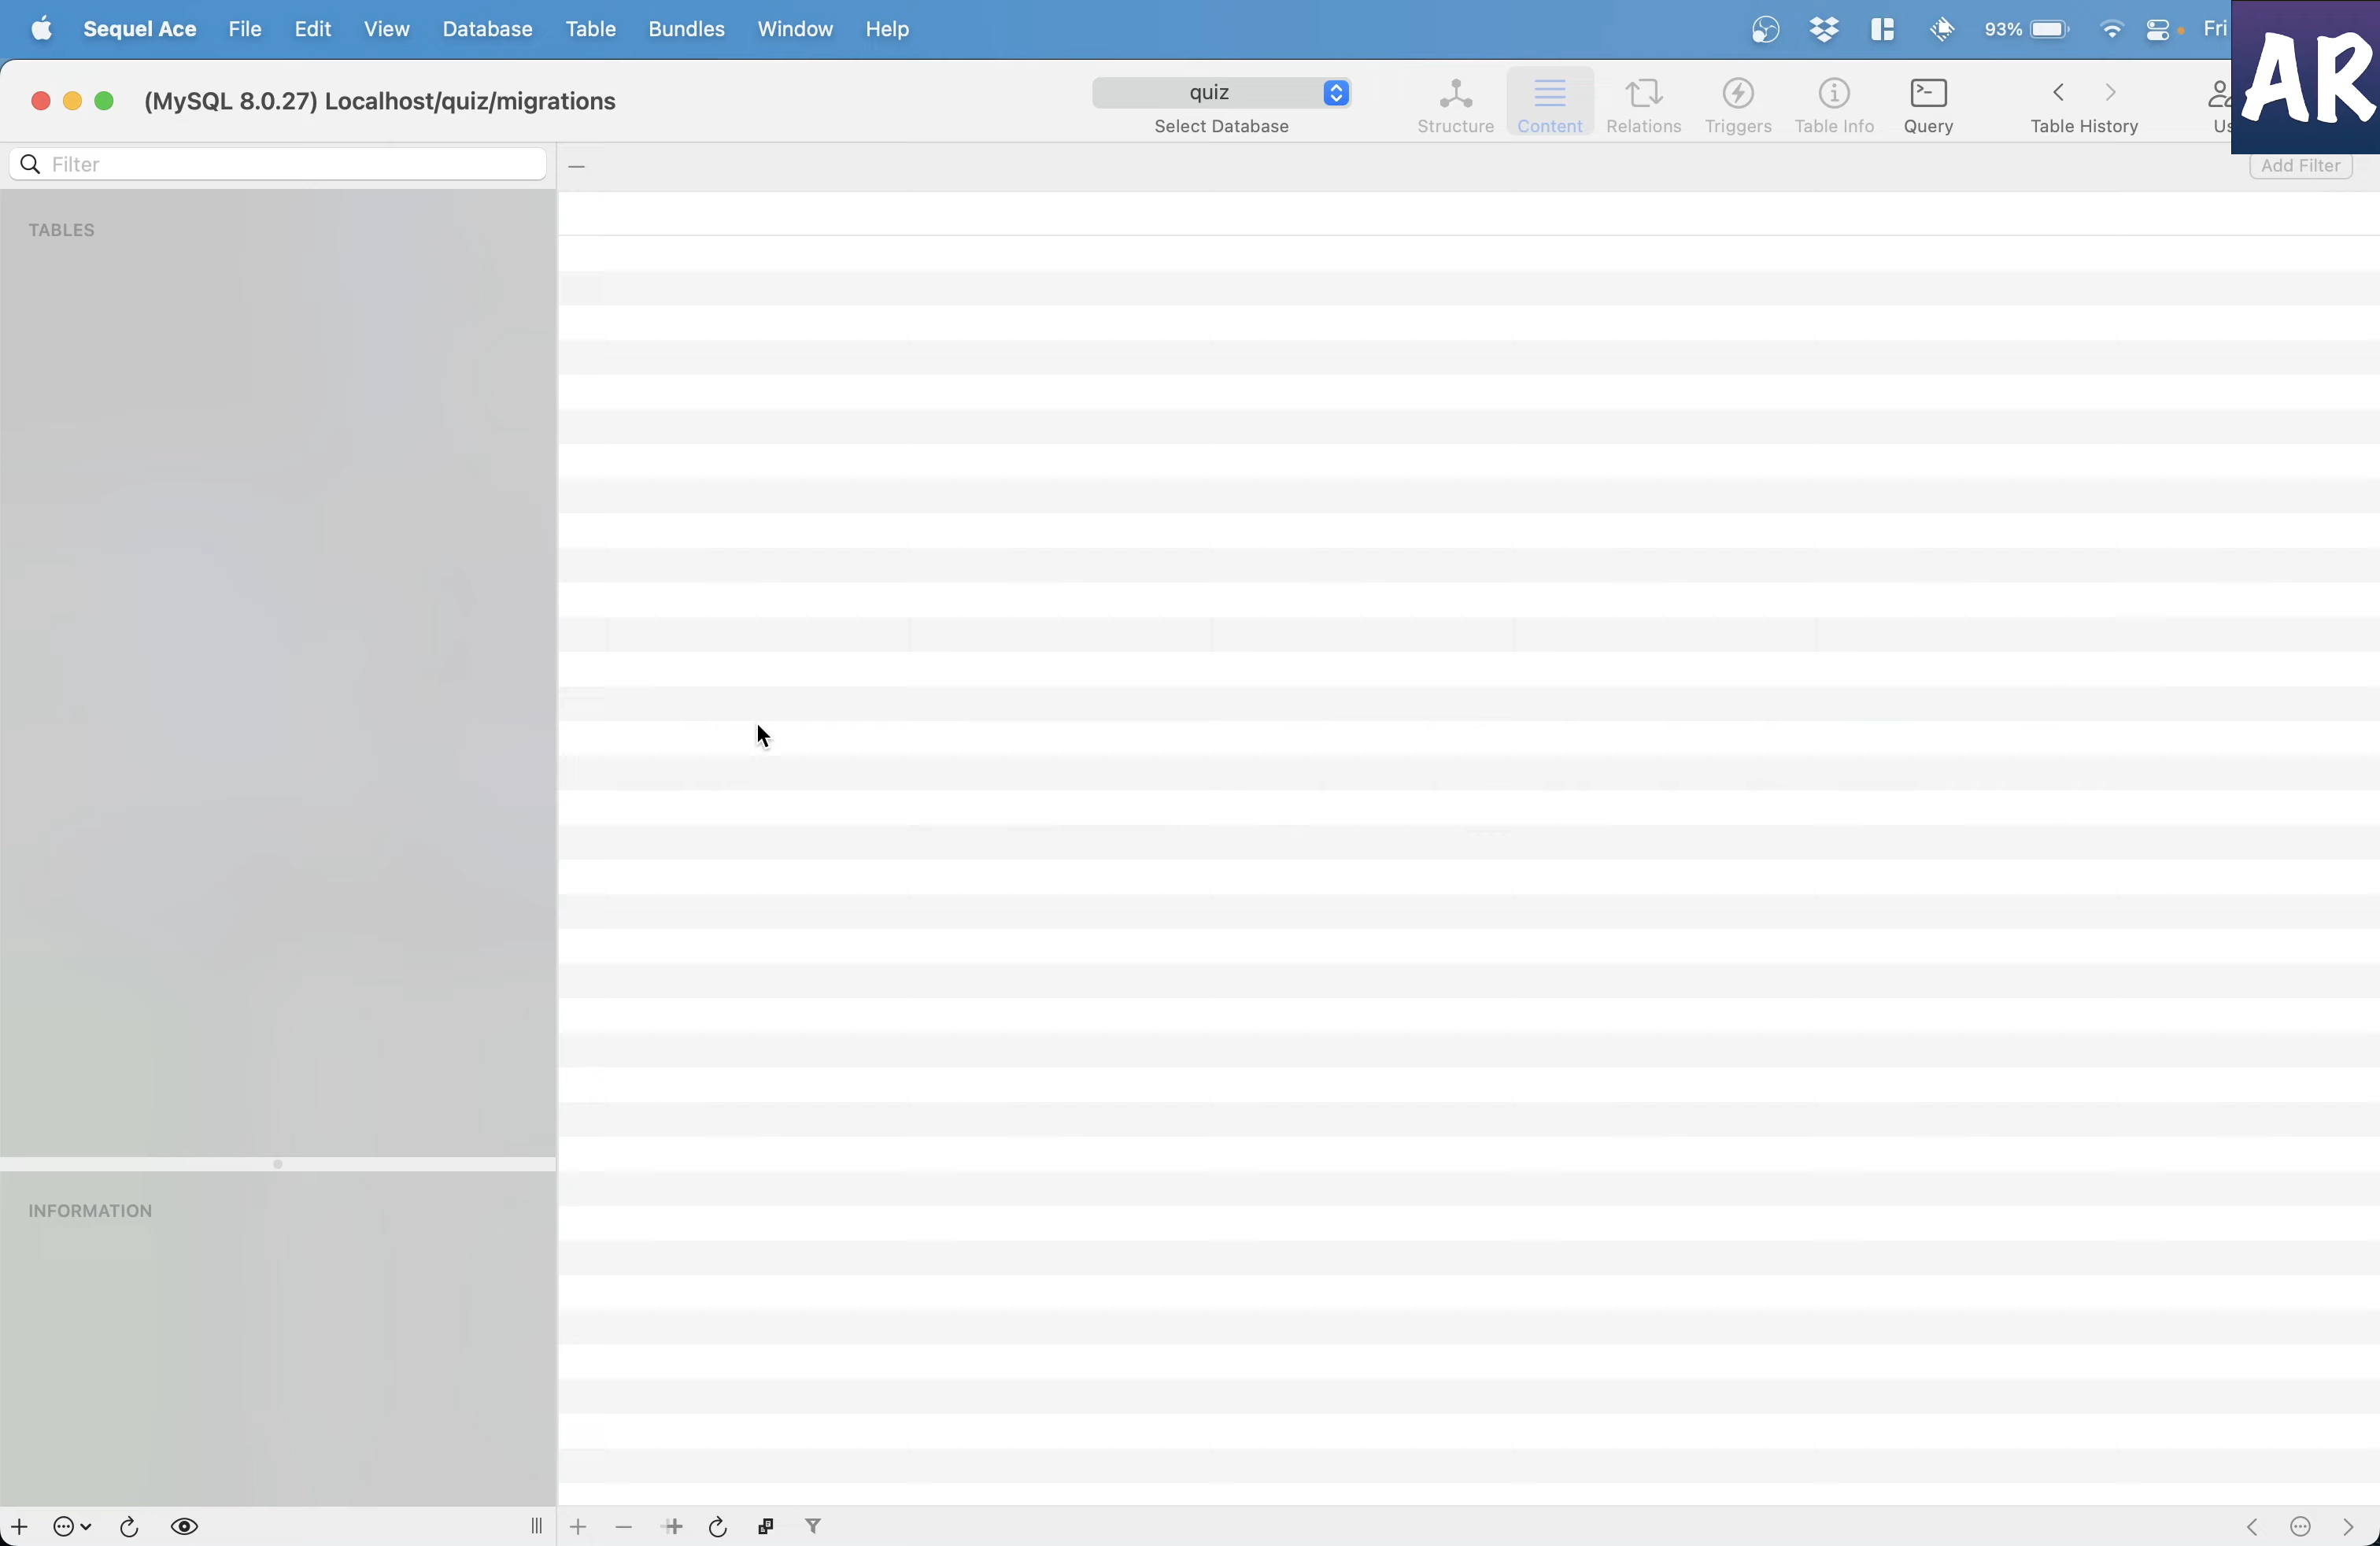 Sequel Ace File Edit View Database Table Bundles Window Help 93% Fri
AR
(MySQL 8.0.27) Localhost/quiz/migrations
quiz
Select Database
Structure Content Relations Triggers Table Info Query Table History Us
Filter
Add Filter
TABLES
INFORMATION